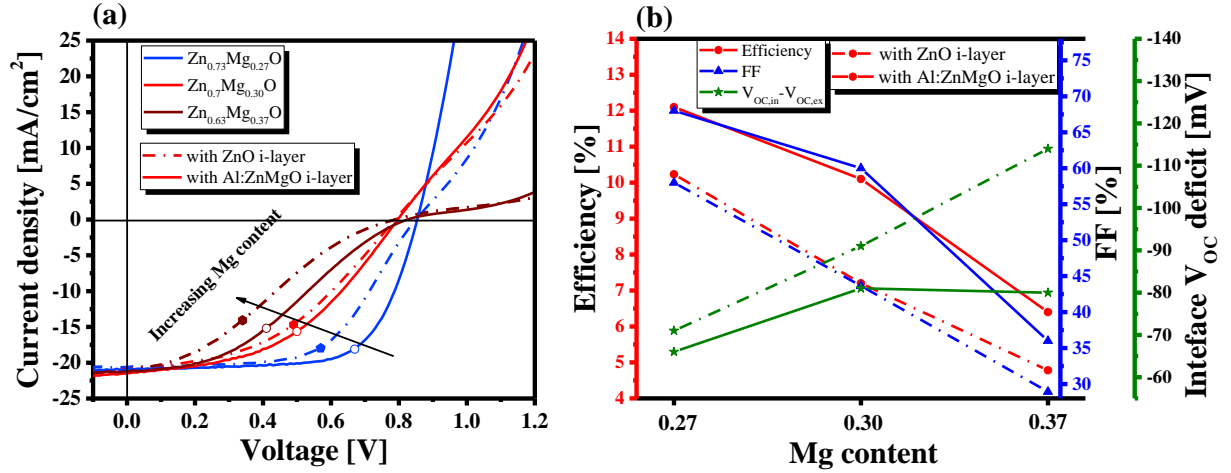 (a)
Current density [mA/cm²]
25
20
15
10
5
0
-5
-10
-15
-20
-25
Zn0.73Mg0.27O
Zn0.7Mg0.30O
Zn0.63Mg0.37O
with ZnO i-layer
with Al:ZnMgO i-layer
Increasing Mg content
0.0 0.2 0.4 0.6 0.8 1.0 1.2
Voltage [V]
(b)
Efficiency [%]
14
13
12
11
10
9
8
7
6
5
4
Efficiency
FF
VOC,in-VOC,ex
with ZnO i-layer
with Al:ZnMgO i-layer
0.27 0.30 0.37
Mg content
75
70
65
60
55
50
45
40
35
30
FF [%]
-140
-130
-120
-110
-100
-90
-80
-70
-60
Inteface VOC deficit [mV]